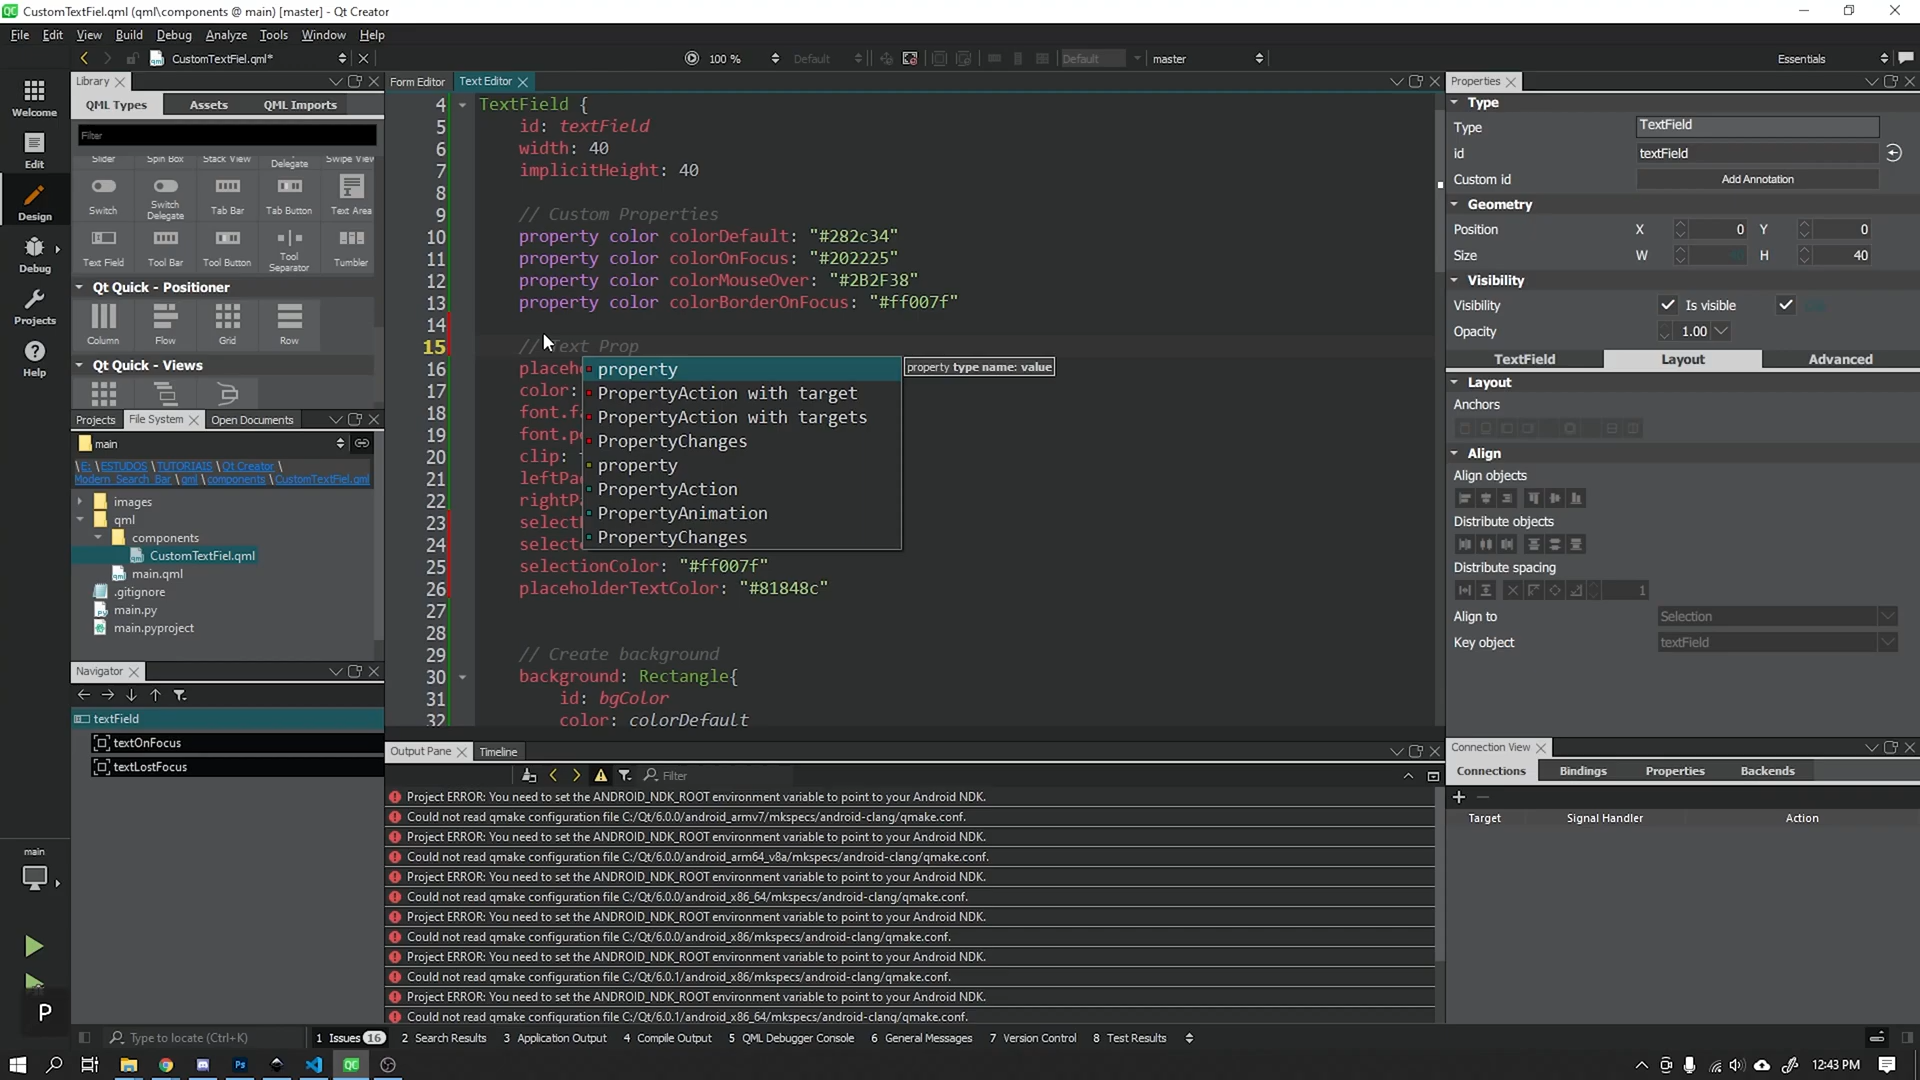 CustomTextFiel.qml (qml\components @ main) [master] - Qt Creator
File Edit View Build Debug Analyze Tools Window Help
CustomTextFiel.qml*
100 %
Default
Default
master
Essentials
Welcome
Edit
Design
Debug
Projects
Help
main
P
Library
QML Types Assets QML Imports
Filter
Slider Spin Box Stack View Delegate Swipe View
Switch Switch Delegate Tab Bar Tab Button Text Area
Text Field Tool Bar Tool Button Tool Separator Tumbler
Qt Quick - Positioner
Column Flow Grid Row
Qt Quick - Views
Projects File System Open Documents
main
\E: \ESTUDOS \TUTORIAIS \Qt Creator \
Modern_Search_Bar \qml \components \CustomTextFiel.qml
images
qml
components
CustomTextFiel.qml
main.qml
.gitignore
main.py
main.pyproject
Navigator
textField
textOnFocus
textLostFocus
Form Editor Text Editor
4 TextField {
5 id: textField
6 width: 40
7 implicitHeight: 40
8
9 // Custom Properties
10 property color colorDefault: "#282c34"
11 property color colorOnFocus: "#202225"
12 property color colorMouseOver: "#2B2F38"
13 property color colorBorderOnFocus: "#ff007f"
14
15 // Text Prop
16 placeh
17 color:
18 font.f
19 font.po
20 clip:
21 leftPa
22 rightP
23 select
24 select
25 selectionColor: "#ff007f"
26 placeholderTextColor: "#81848c"
27
28
29 // Create background
30 background: Rectangle{
31 id: bgColor
32 color: colorDefault
property
PropertyAction with target
PropertyAction with targets
PropertyChanges
property
PropertyAction
PropertyAnimation
PropertyChanges
property type name: value
Output Pane Timeline
Filter
Project ERROR: You need to set the ANDROID_NDK_ROOT environment variable to point to your Android NDK.
Could not read qmake configuration file C:/Qt/6.0.0/android_armv7/mkspecs/android-clang/qmake.conf.
Project ERROR: You need to set the ANDROID_NDK_ROOT environment variable to point to your Android NDK.
Could not read qmake configuration file C:/Qt/6.0.0/android_arm64_v8a/mkspecs/android-clang/qmake.conf.
Project ERROR: You need to set the ANDROID_NDK_ROOT environment variable to point to your Android NDK.
Could not read qmake configuration file C:/Qt/6.0.0/android_x86_64/mkspecs/android-clang/qmake.conf.
Project ERROR: You need to set the ANDROID_NDK_ROOT environment variable to point to your Android NDK.
Could not read qmake configuration file C:/Qt/6.0.0/android_x86/mkspecs/android-clang/qmake.conf.
Project ERROR: You need to set the ANDROID_NDK_ROOT environment variable to point to your Android NDK.
Could not read qmake configuration file C:/Qt/6.0.1/android_x86/mkspecs/android-clang/qmake.conf.
Project ERROR: You need to set the ANDROID_NDK_ROOT environment variable to point to your Android NDK.
Could not read qmake configuration file C:/Qt/6.0.1/android_x86_64/mkspecs/android-clang/qmake.conf.
Properties
Type
Type TextField
id textField
Custom id Add Annotation
Geometry
Position X 0 Y 0
Size W H 40
Visibility
Visibility Is visible
Opacity 1.00
TextField Layout Advanced
Layout
Anchors
Align
Align objects
Distribute objects
Distribute spacing
1
Align to Selection
Key object textField
Connection View
Connections Bindings Properties Backends
Target Signal Handler Action
Type to locate (Ctrl+K)
1 Issues 16 2 Search Results 3 Application Output 4 Compile Output 5 QML Debugger Console 6 General Messages 7 Version Control 8 Test Results
Ps
QC
12:43 PM